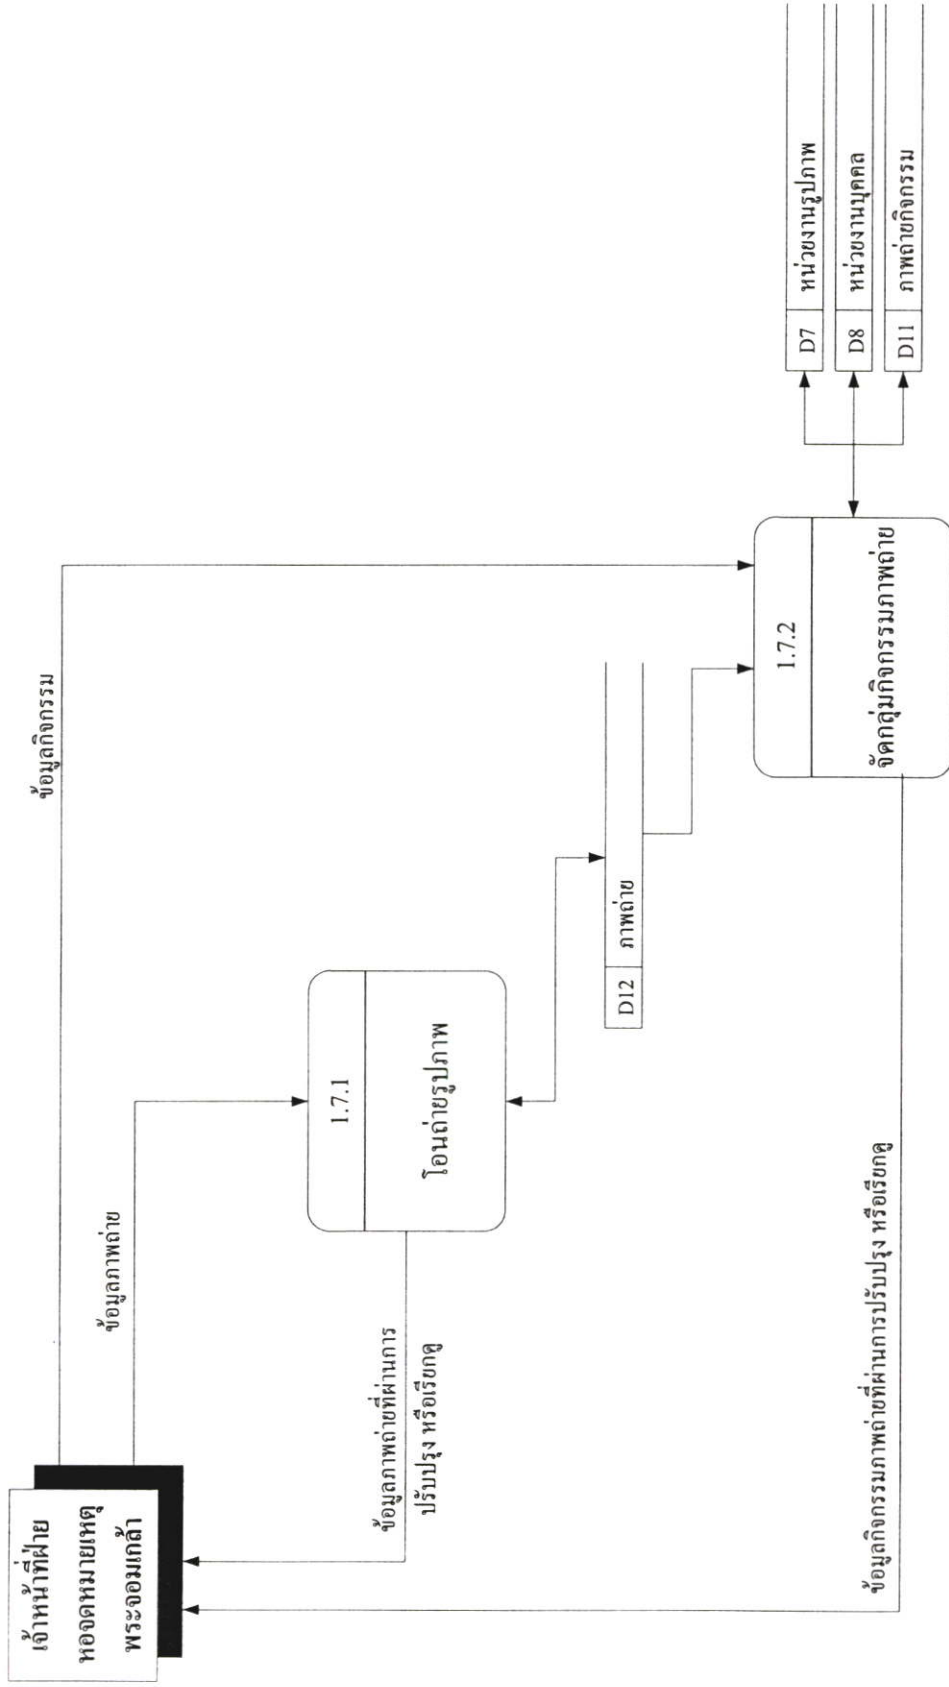 เจ้าหน้าที่ฝ่าย
หอจดหมายเหตุ
พระจอมเกล้า
ข้อมูลกิจกรรม
ข้อมูลภาพถ่าย
1.7.1
โอนถ่ายรูปภาพ
ข้อมูลภาพถ่ายที่ผ่านการ
ปรับปรุง หรือเรียกดู
D12 ภาพถ่าย
1.7.2
จัดกลุ่มกิจกรรมภาพถ่าย
D7 หน่วยงานรูปภาพ
D8 หน่วยงานบุคคล
D11 ภาพถ่ายกิจกรรม
ข้อมูลกิจกรรมภาพถ่ายที่ผ่านการปรับปรุง หรือเรียกดู